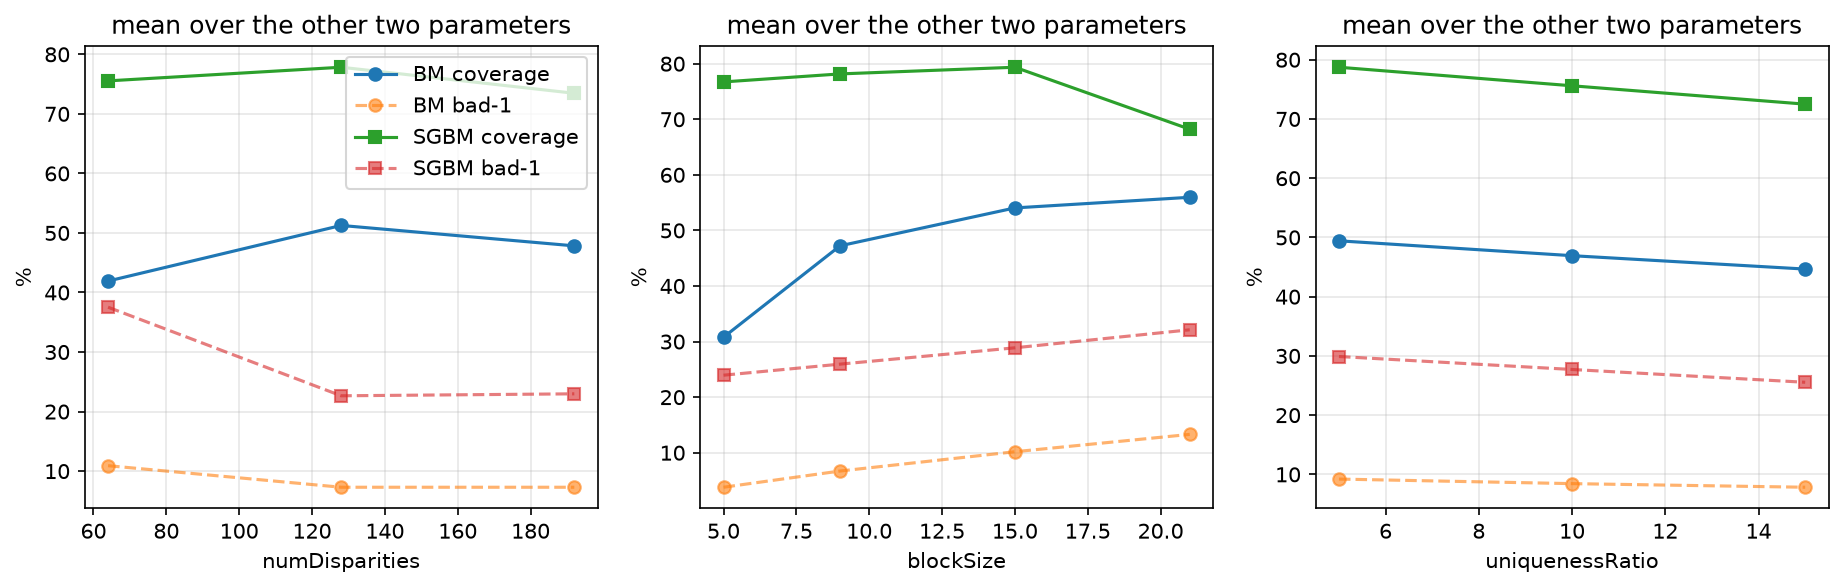 mean over the other two parameters
80
70
60
50
40
30
20
10
%
60 80 100 120 140 160 180
numDisparities
BM coverage
BM bad-1
SGBM coverage
SGBM bad-1
mean over the other two parameters
80
70
60
50
40
30
20
10
%
5.0 7.5 10.0 12.5 15.0 17.5 20.0
blockSize
mean over the other two parameters
80
70
60
50
40
30
20
10
%
6 8 10 12 14
uniquenessRatio